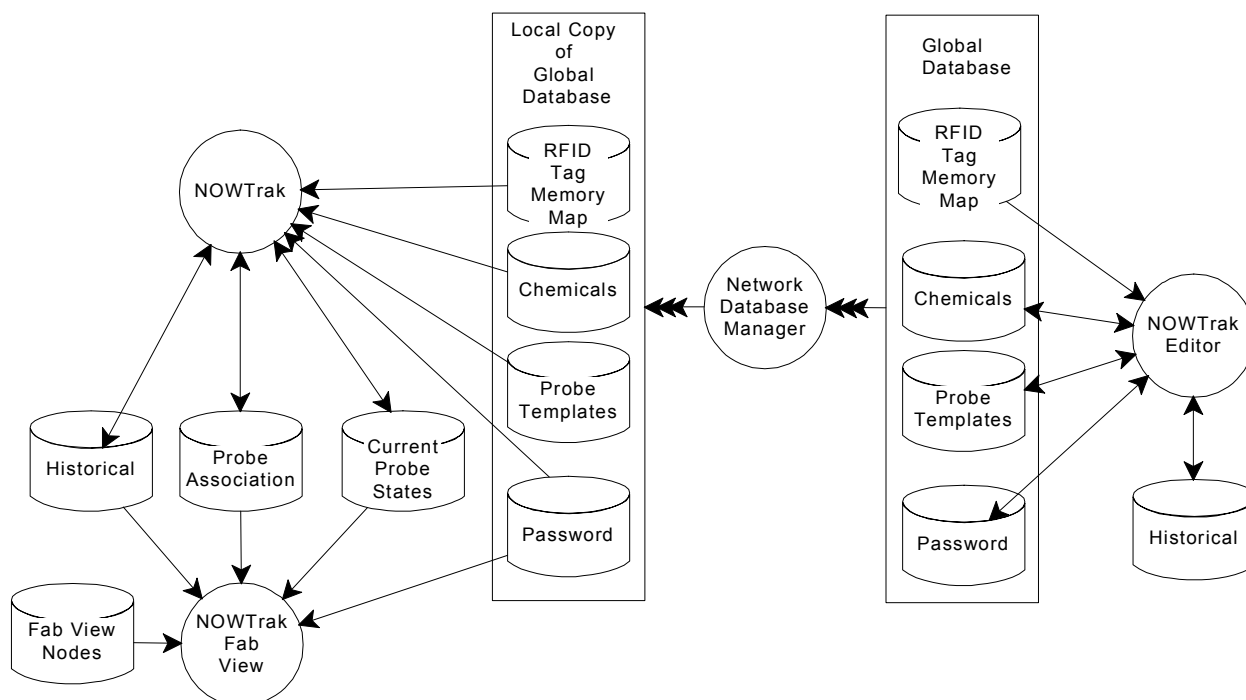 Local Copy
of
Global
Database
RFID
Tag
Memory
Map
Chemicals
Probe
Templates
Password
NOWTrak
Historical
Probe
Association
Current
Probe
States
Fab View
Nodes
NOWTrak
Fab
View
Network
Database
Manager
Global
Database
RFID
Tag
Memory
Map
Chemicals
Probe
Templates
Password
NOWTrak
Editor
Historical